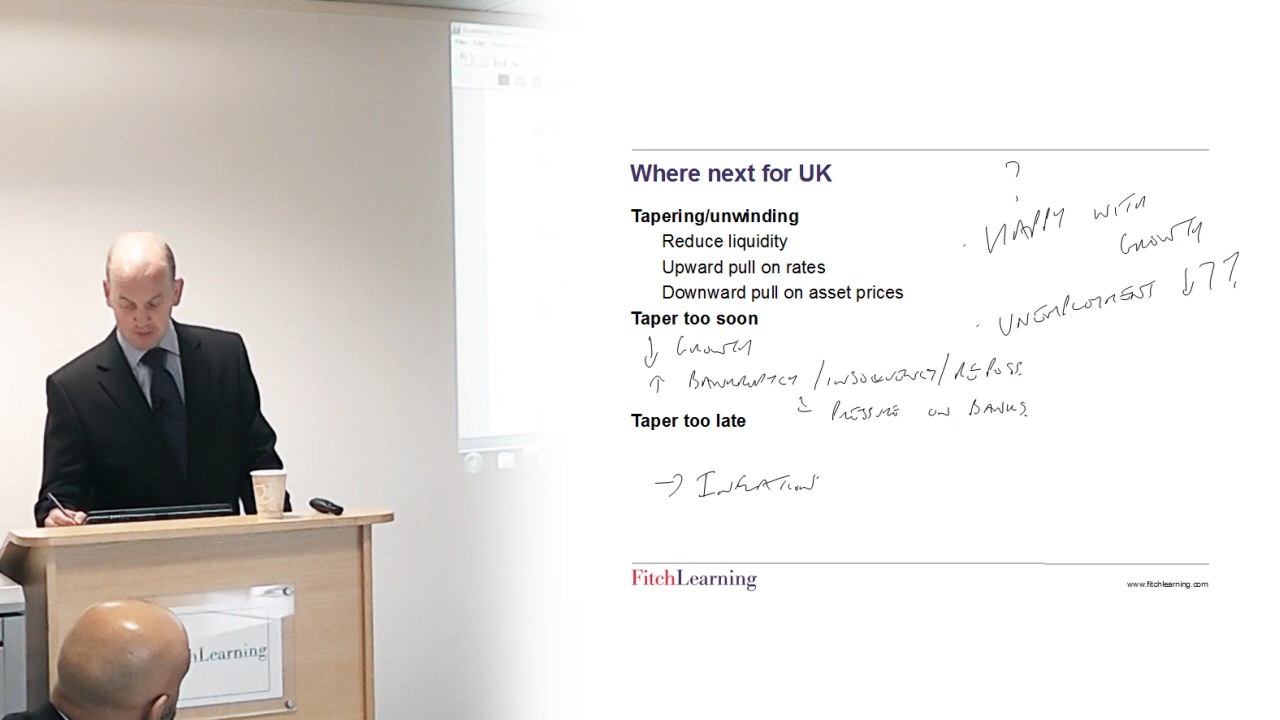 Where next for UK
?
Tapering/unwinding
Reduce liquidity
Upward pull on rates
Downward pull on asset prices
· HAPPY WITH
GROWTH
· UNEMPLOYMENT ↓??
Taper too soon
↓ GROWTH
↑ BANKRUPTCY / INSOLVENCY / REPOSS
↳ PRESSURE ON BANKS
Taper too late
→ INFLATION
FitchLearning
www.fitchlearning.com
hLearning